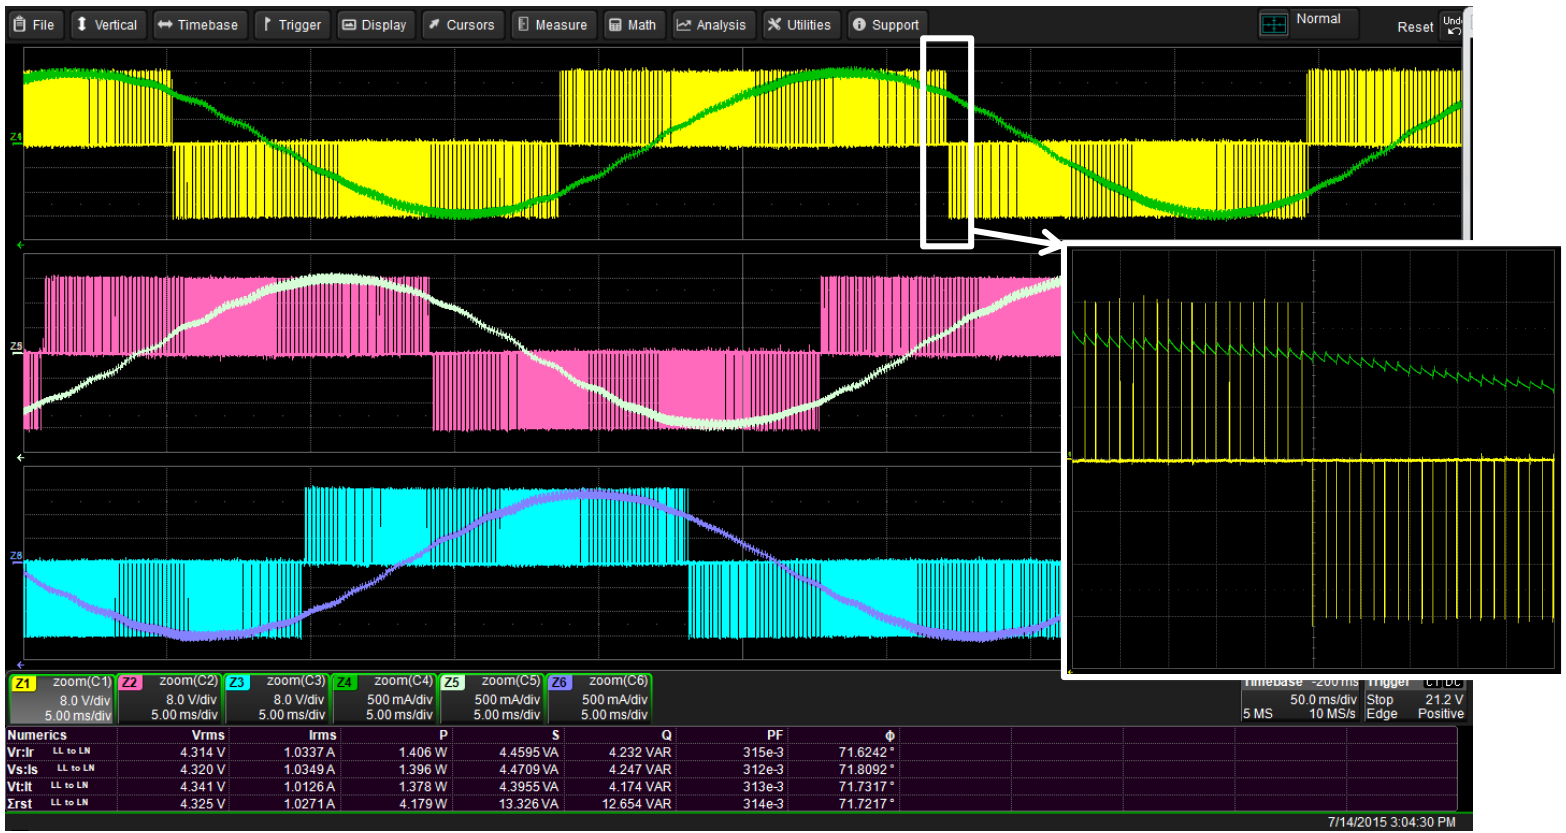 File Vertical Timebase Trigger Display Cursors Measure Math Analysis Utilities Support Normal Reset
Z4
Z5
Z6
Z1 zoom(C1) Z2 zoom(C2) Z3 zoom(C3) Z4 zoom(C4) Z5 zoom(C5) Z6 zoom(C6) Timebase -200 ms Trigger C1 DC
8.0 V/div 8.0 V/div 8.0 V/div 500 mA/div 500 mA/div 500 mA/div 50.0 ms/div Stop 21.2 V
5.00 ms/div 5.00 ms/div 5.00 ms/div 5.00 ms/div 5.00 ms/div 5.00 ms/div 5 MS 10 MS/s Edge Positive
Numerics Vrms Irms P S Q PF ϕ
Vr:Ir LL to LN 4.314 V 1.0337 A 1.406 W 4.4595 VA 4.232 VAR 315e-3 71.6242 °
Vs:Is LL to LN 4.320 V 1.0349 A 1.396 W 4.4709 VA 4.247 VAR 312e-3 71.8092 °
Vt:It LL to LN 4.341 V 1.0126 A 1.378 W 4.3955 VA 4.174 VAR 313e-3 71.7317 °
Σrst LL to LN 4.325 V 1.0271 A 4.179 W 13.326 VA 12.654 VAR 314e-3 71.7217 °
7/14/2015 3:04:30 PM